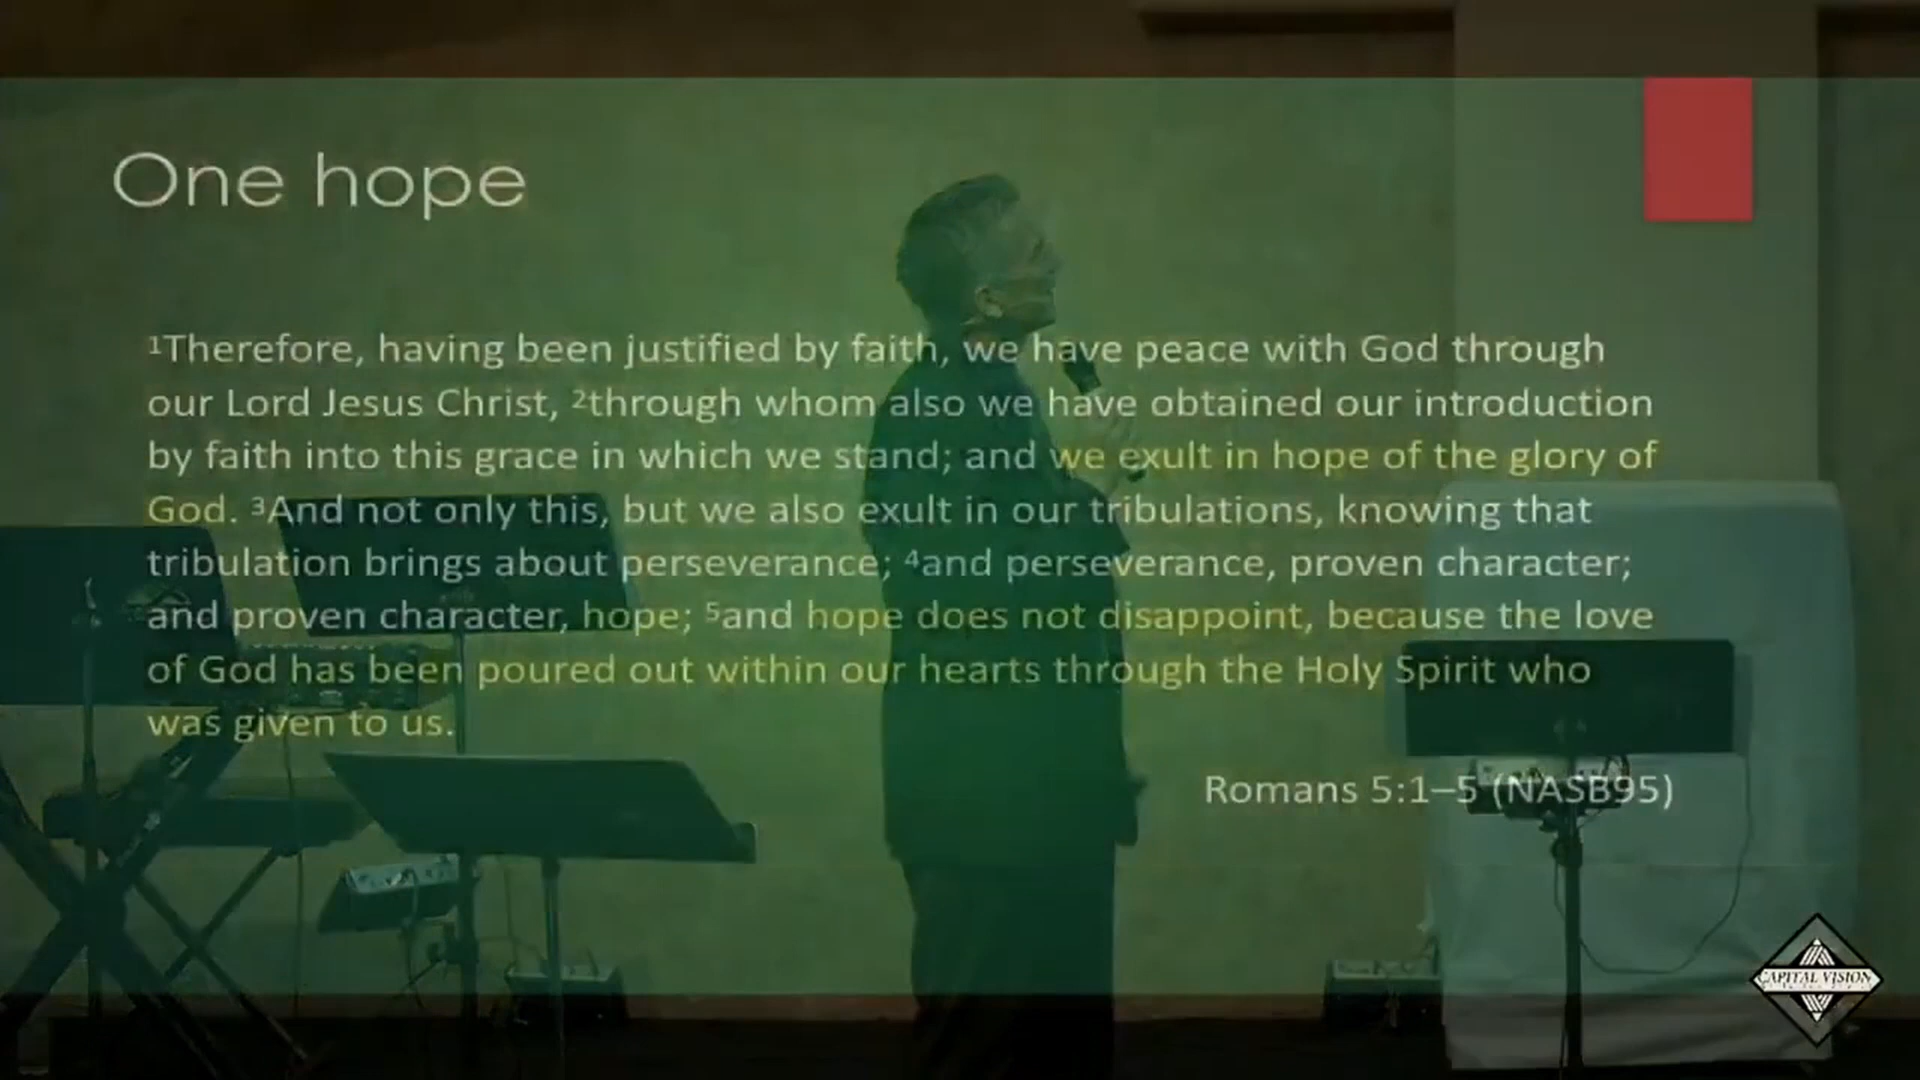 One hope
¹Therefore, having been justified by faith, we have peace with God through
our Lord Jesus Christ, ²through whom also we have obtained our introduction
by faith into this grace in which we stand; and we exult in hope of the glory of
God. ³And not only this, but we also exult in our tribulations, knowing that
tribulation brings about perseverance; ⁴and perseverance, proven character;
and proven character, hope; ⁵and hope does not disappoint, because the love
of God has been poured out within our hearts through the Holy Spirit who
was given to us.
Romans 5:1–5 (NASB95)
CAPITAL VISION